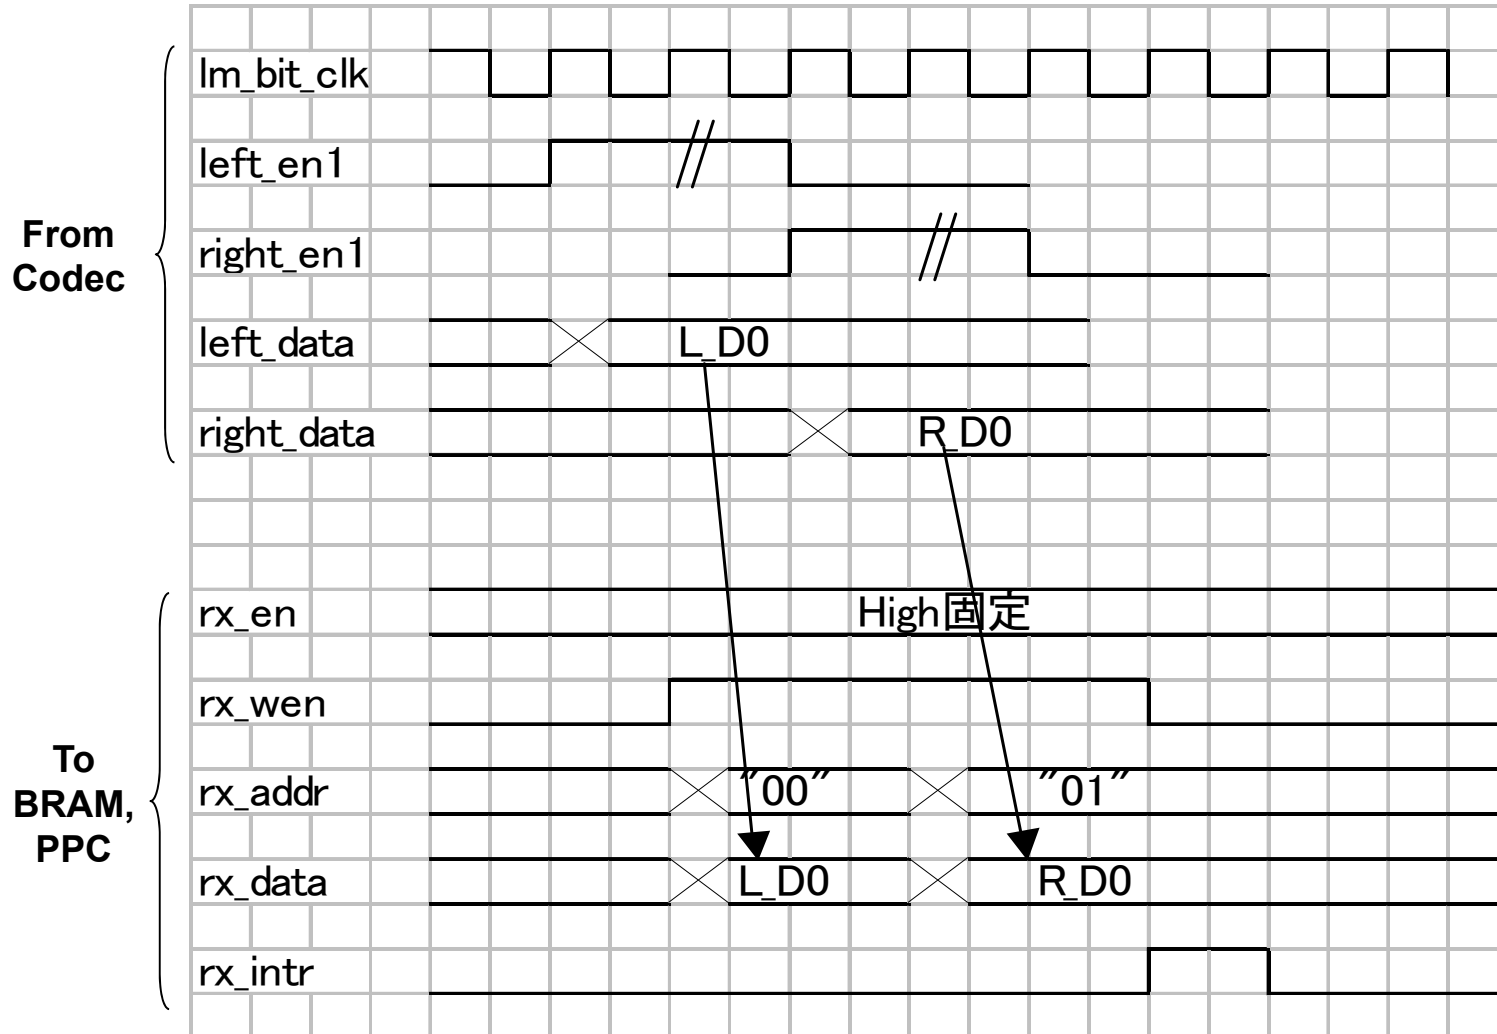 lm_bit_clk
left_en1
right_en1
From
Codec
left_data
L_D0
right_data
R_D0
rx_en
High固定
rx_wen
To
BRAM,
PPC
rx_addr
"00"
"01"
rx_data
L_D0
R_D0
rx_intr